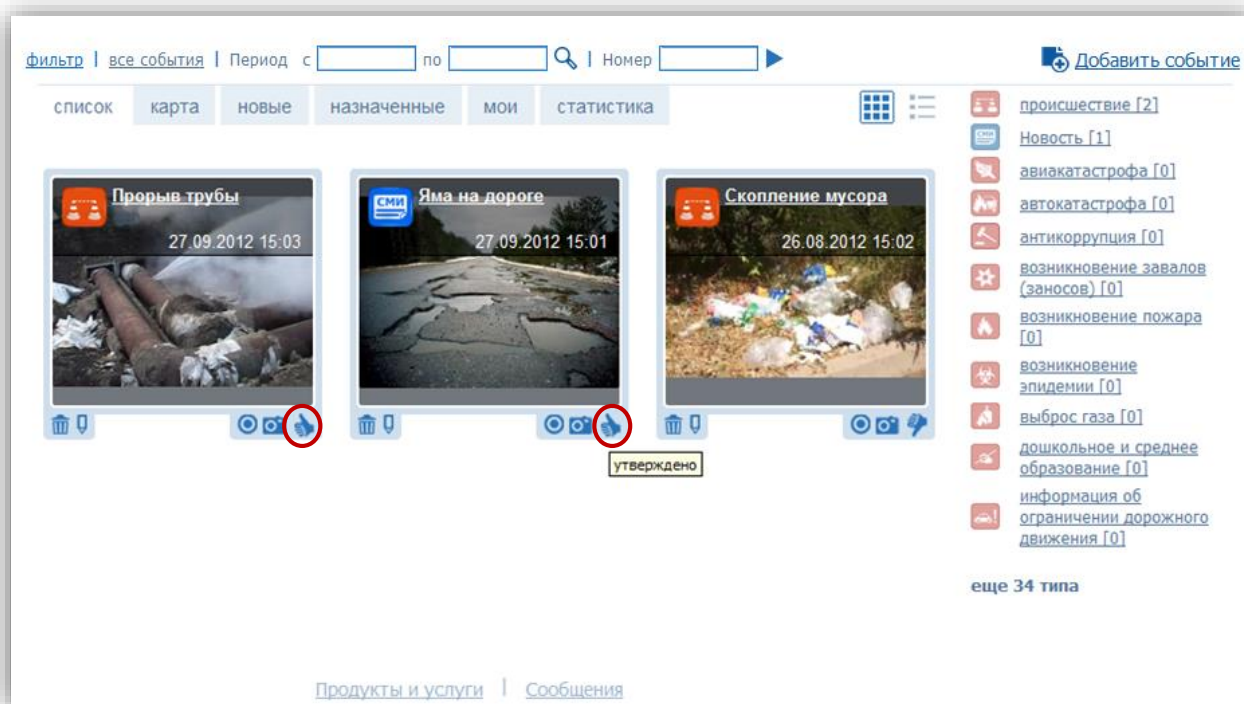 фильтр | все события | Период с по | Номер
Добавить событие
список карта новые назначенные мои статистика
Прорыв трубы
27.09.2012 15:03
СМИ
Яма на дороге
27.09.2012 15:01
Скопление мусора
26.08.2012 15:02
утверждено
происшествие [2]
СМИ
Новость [1]
авиакатастрофа [0]
автокатастрофа [0]
антикоррупция [0]
возникновение завалов
(заносов) [0]
возникновение пожара
[0]
возникновение
эпидемии [0]
выброс газа [0]
дошкольное и среднее
образование [0]
информация об
ограничении дорожного
движения [0]
еще 34 типа
Продукты и услуги | Сообщения